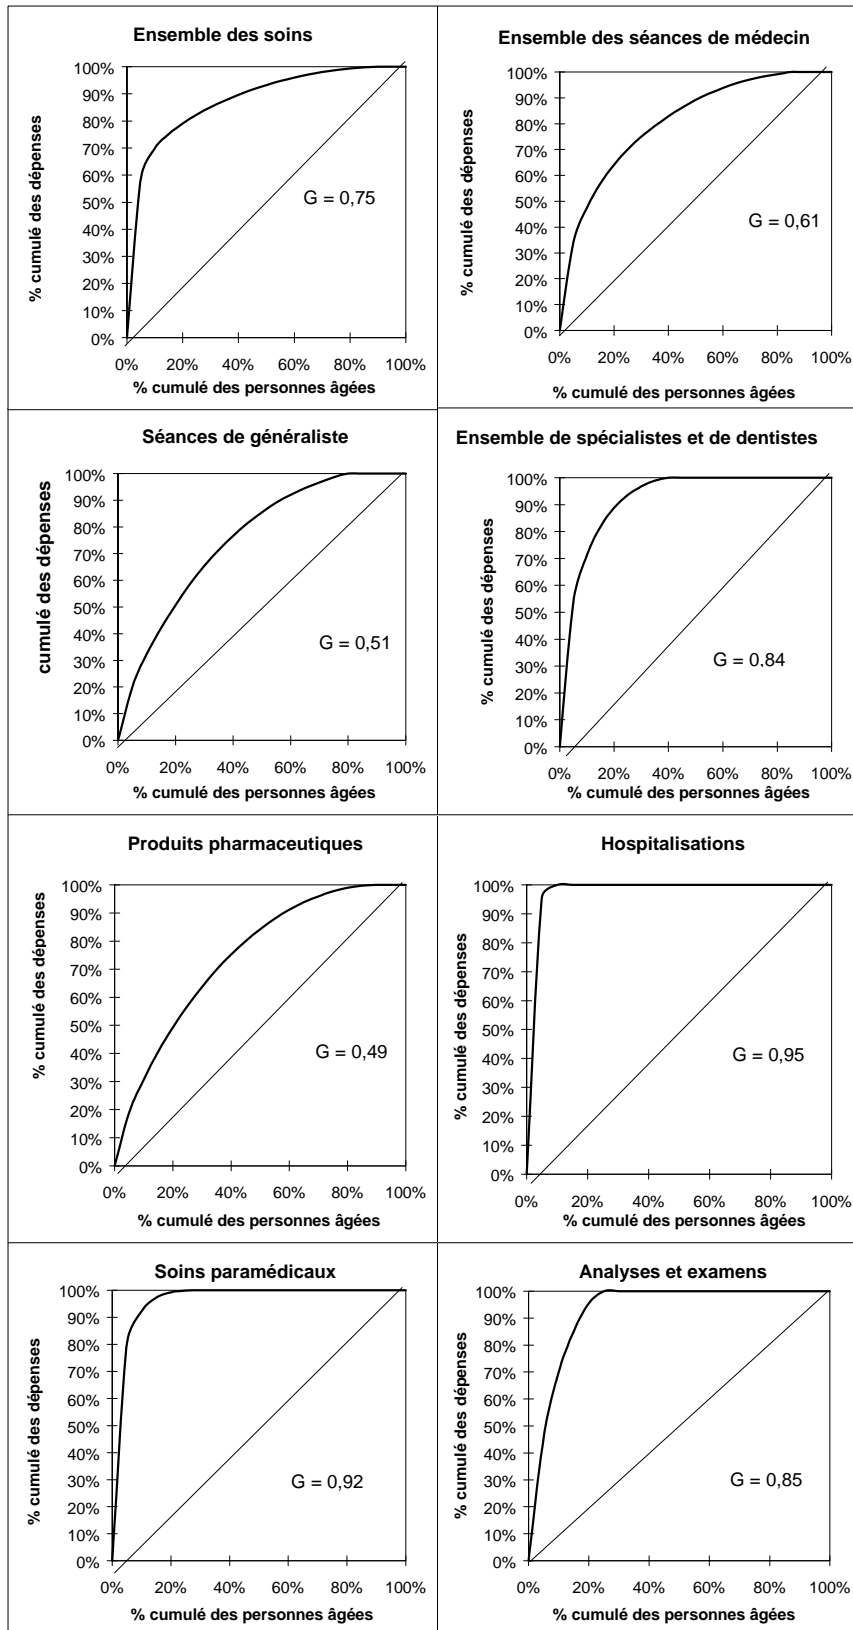 Ensemble des soins
100%
90%
80%
70%
60%
50%
40%
30%
20%
10%
0%
% cumulé des dépenses
G = 0,75
0% 20% 40% 60% 80% 100%
% cumulé des personnes âgées
Ensemble des séances de médecin
100%
90%
80%
70%
60%
50%
40%
30%
20%
10%
0%
% cumulé des dépenses
G = 0,61
0% 20% 40% 60% 80% 100%
% cumulé des personnes âgées
Séances de généraliste
100%
90%
80%
70%
60%
50%
40%
30%
20%
10%
0%
cumulé des dépenses
G = 0,51
0% 20% 40% 60% 80% 100%
% cumulé des personnes âgées
Ensemble de spécialistes et de dentistes
100%
90%
80%
70%
60%
50%
40%
30%
20%
10%
0%
% cumulé des dépenses
G = 0.84
0% 20% 40% 60% 80% 100%
% cumulé des personnes âgées
Produits pharmaceutiques
100%
90%
80%
70%
60%
50%
40%
30%
20%
10%
0%
% cumulé des dépenses
G = 0,49
0% 20% 40% 60% 80% 100%
% cumulé des personnes âgées
Hospitalisations
100%
90%
80%
70%
60%
50%
40%
30%
20%
10%
0%
% cumulé des dépenses
G = 0,95
0% 20% 40% 60% 80% 100%
% cumulé des personnes âgées
Soins paramédicaux
100%
90%
80%
70%
60%
50%
40%
30%
20%
10%
0%
% cumulé des dépenses
G = 0,92
0% 20% 40% 60% 80% 100%
% cumulé des personnes âgées
Analyses et examens
100%
90%
80%
70%
60%
50%
40%
30%
20%
10%
0%
% cumulé des dépenses
G = 0,85
0% 20% 40% 60% 80% 100%
% cumulé des personnes âgées